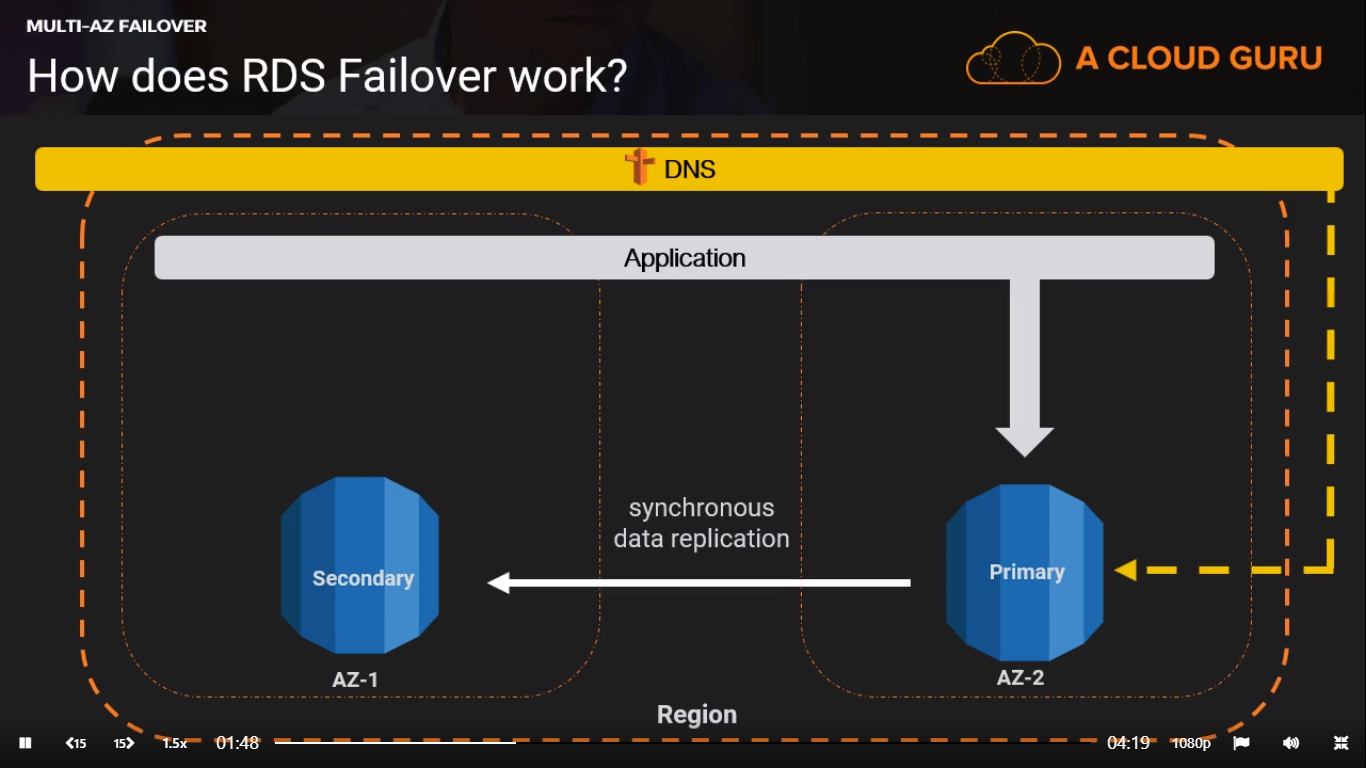 MULTI-AZ FAILOVER
How does RDS Failover work?
A CLOUD GURU
DNS
Application
synchronous
data replication
Secondary
Primary
AZ-1
AZ-2
Region
15
15
1.5x
01:48
04:19
1080p